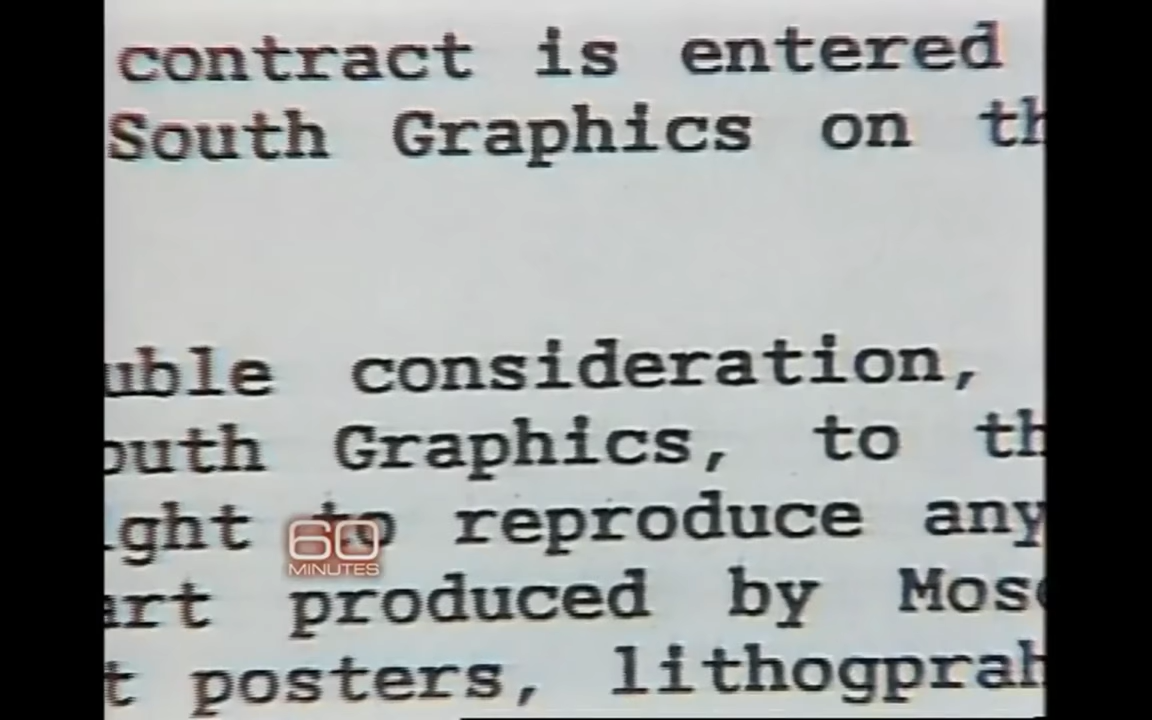 contract is entered
South Graphics on th
uble consideration,
outh Graphics, to th
ght to reproduce any
art produced by Mos
t posters, lithogprah
60
MINUTES